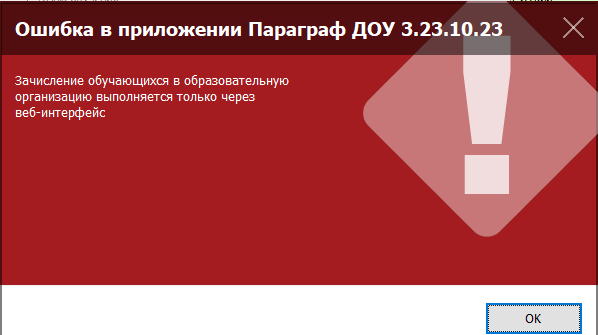 Ошибка в приложении Параграф ДОУ 3.23.10.23
Зачисление обучающихся в образовательную
организацию выполняется только через
веб-интерфейс
ОК